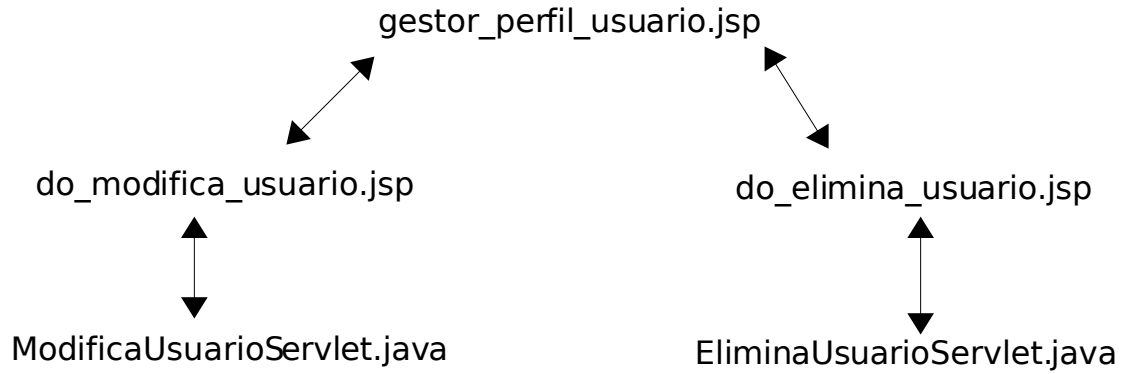 gestor_perfil_usuario.jsp
do_modifica_usuario.jsp
do_elimina_usuario.jsp
ModificaUsuarioServlet.java
EliminaUsuarioServlet.java